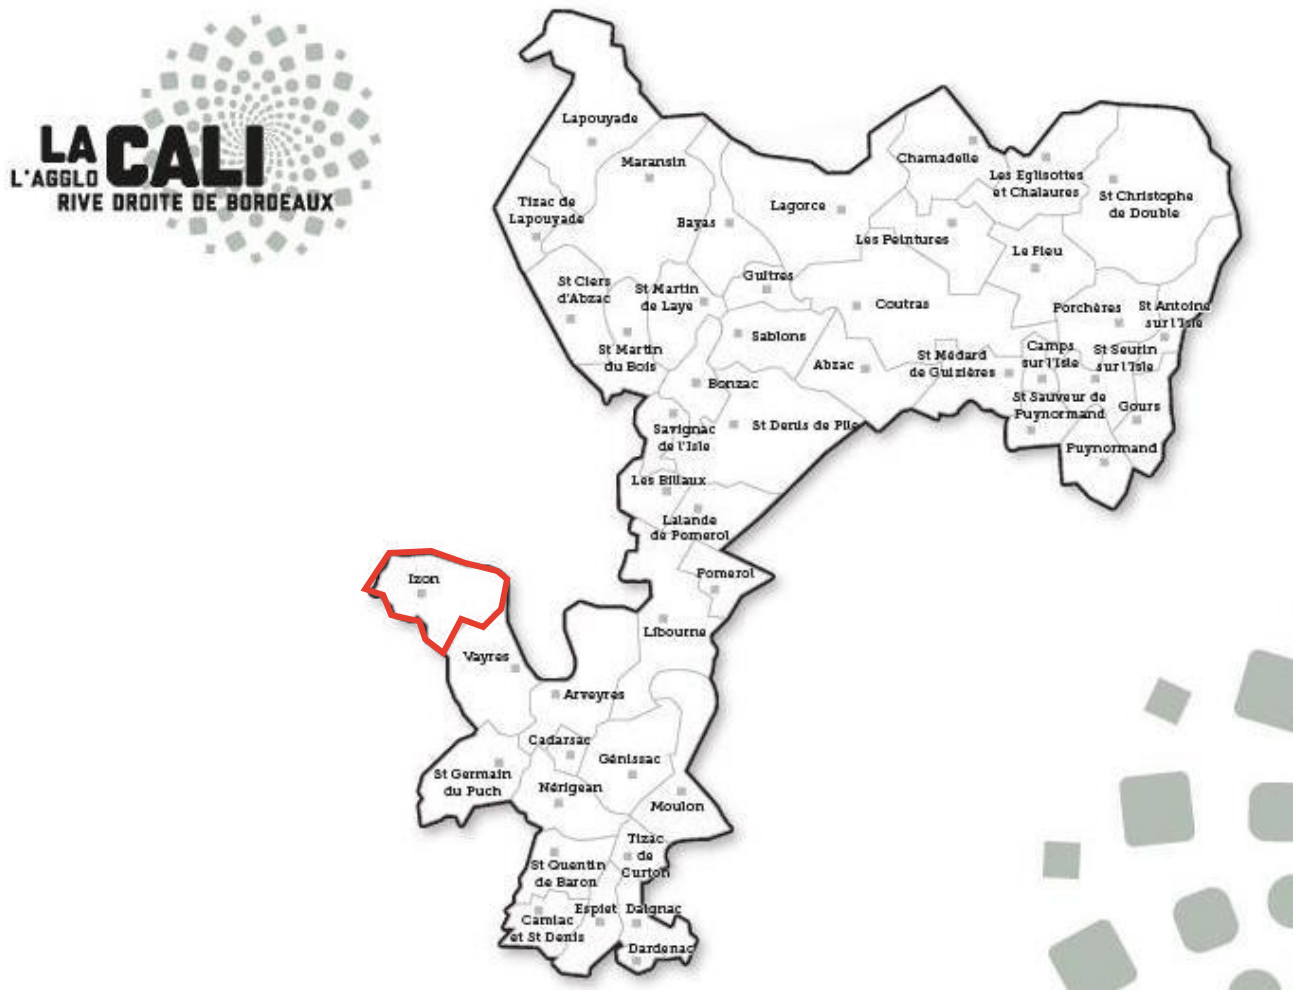 LA CALI
L'AGGLO
RIVE DROITE DE BORDEAUX
Lapouyade
Maransin
Tizac de
Lapouyade
Bayas
Lagorce
Chamadelle
Les Eglisottes
et Chalaures
St Christophe
de Double
Les Peintures
Le Fieu
St Ciers
d'Abzac
St Martin
de Laye
Guîtres
Coutras
Porchères
St Antoine
sur l'Isle
St Martin
du Bois
Sablons
Abzac
St Médard
de Guizières
Camps
sur l'Isle
St Seurin
sur l'Isle
Bonzac
St Sauveur de
Puynormand
Gours
Savignac
de l'Isle
St Denis de Pile
Puynormand
Les Billaux
Lalande
de Pomerol
Pomerol
Izon
Libourne
Vayres
Arveyres
Cadarsac
Génissac
St Germain
du Puch
Nérigean
Moulon
Tizac
de
Curton
St Quentin
de Baron
Espiet
Daignac
Camiac
et St Denis
Dardenac